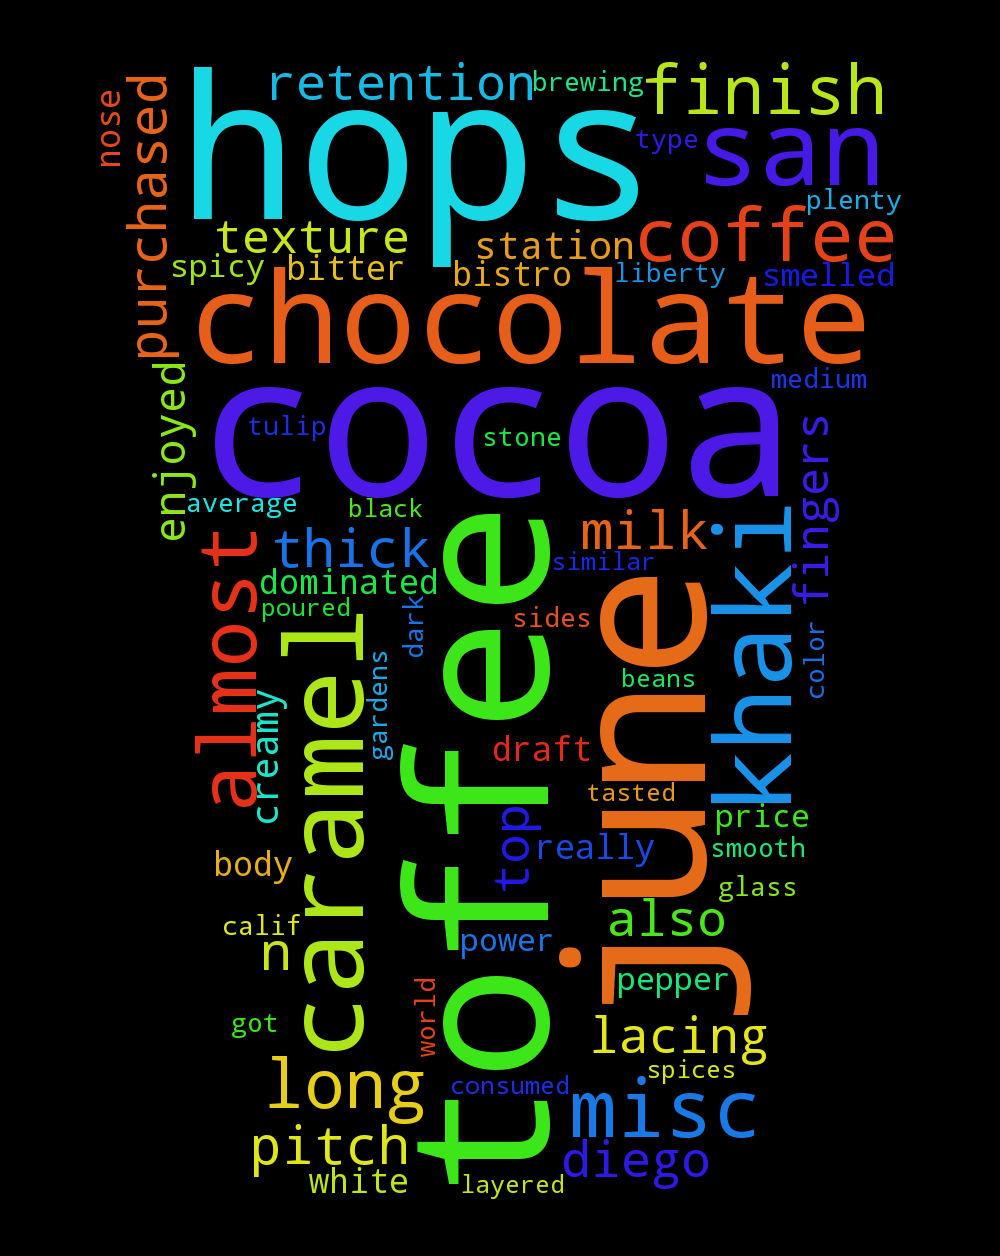 retention
brewing
finish
nose
purchased
hops
type
san
plenty
texture
station
coffee
spicy
bitter
bistro
liberty
smelled
chocolate
medium
cocoa
enjoyed
tulip
stone
fingers
average
black
milk
khaki
thick
similar
almost
dominated
poured
dark
toffee
sides
june
color
caramel
gardens
beans
creamy
draft
tasted
price
top
really
smooth
body
glass
calif
n
power
also
pepper
got
world
lacing
spices
long
consumed
misc
pitch
diego
white
layered